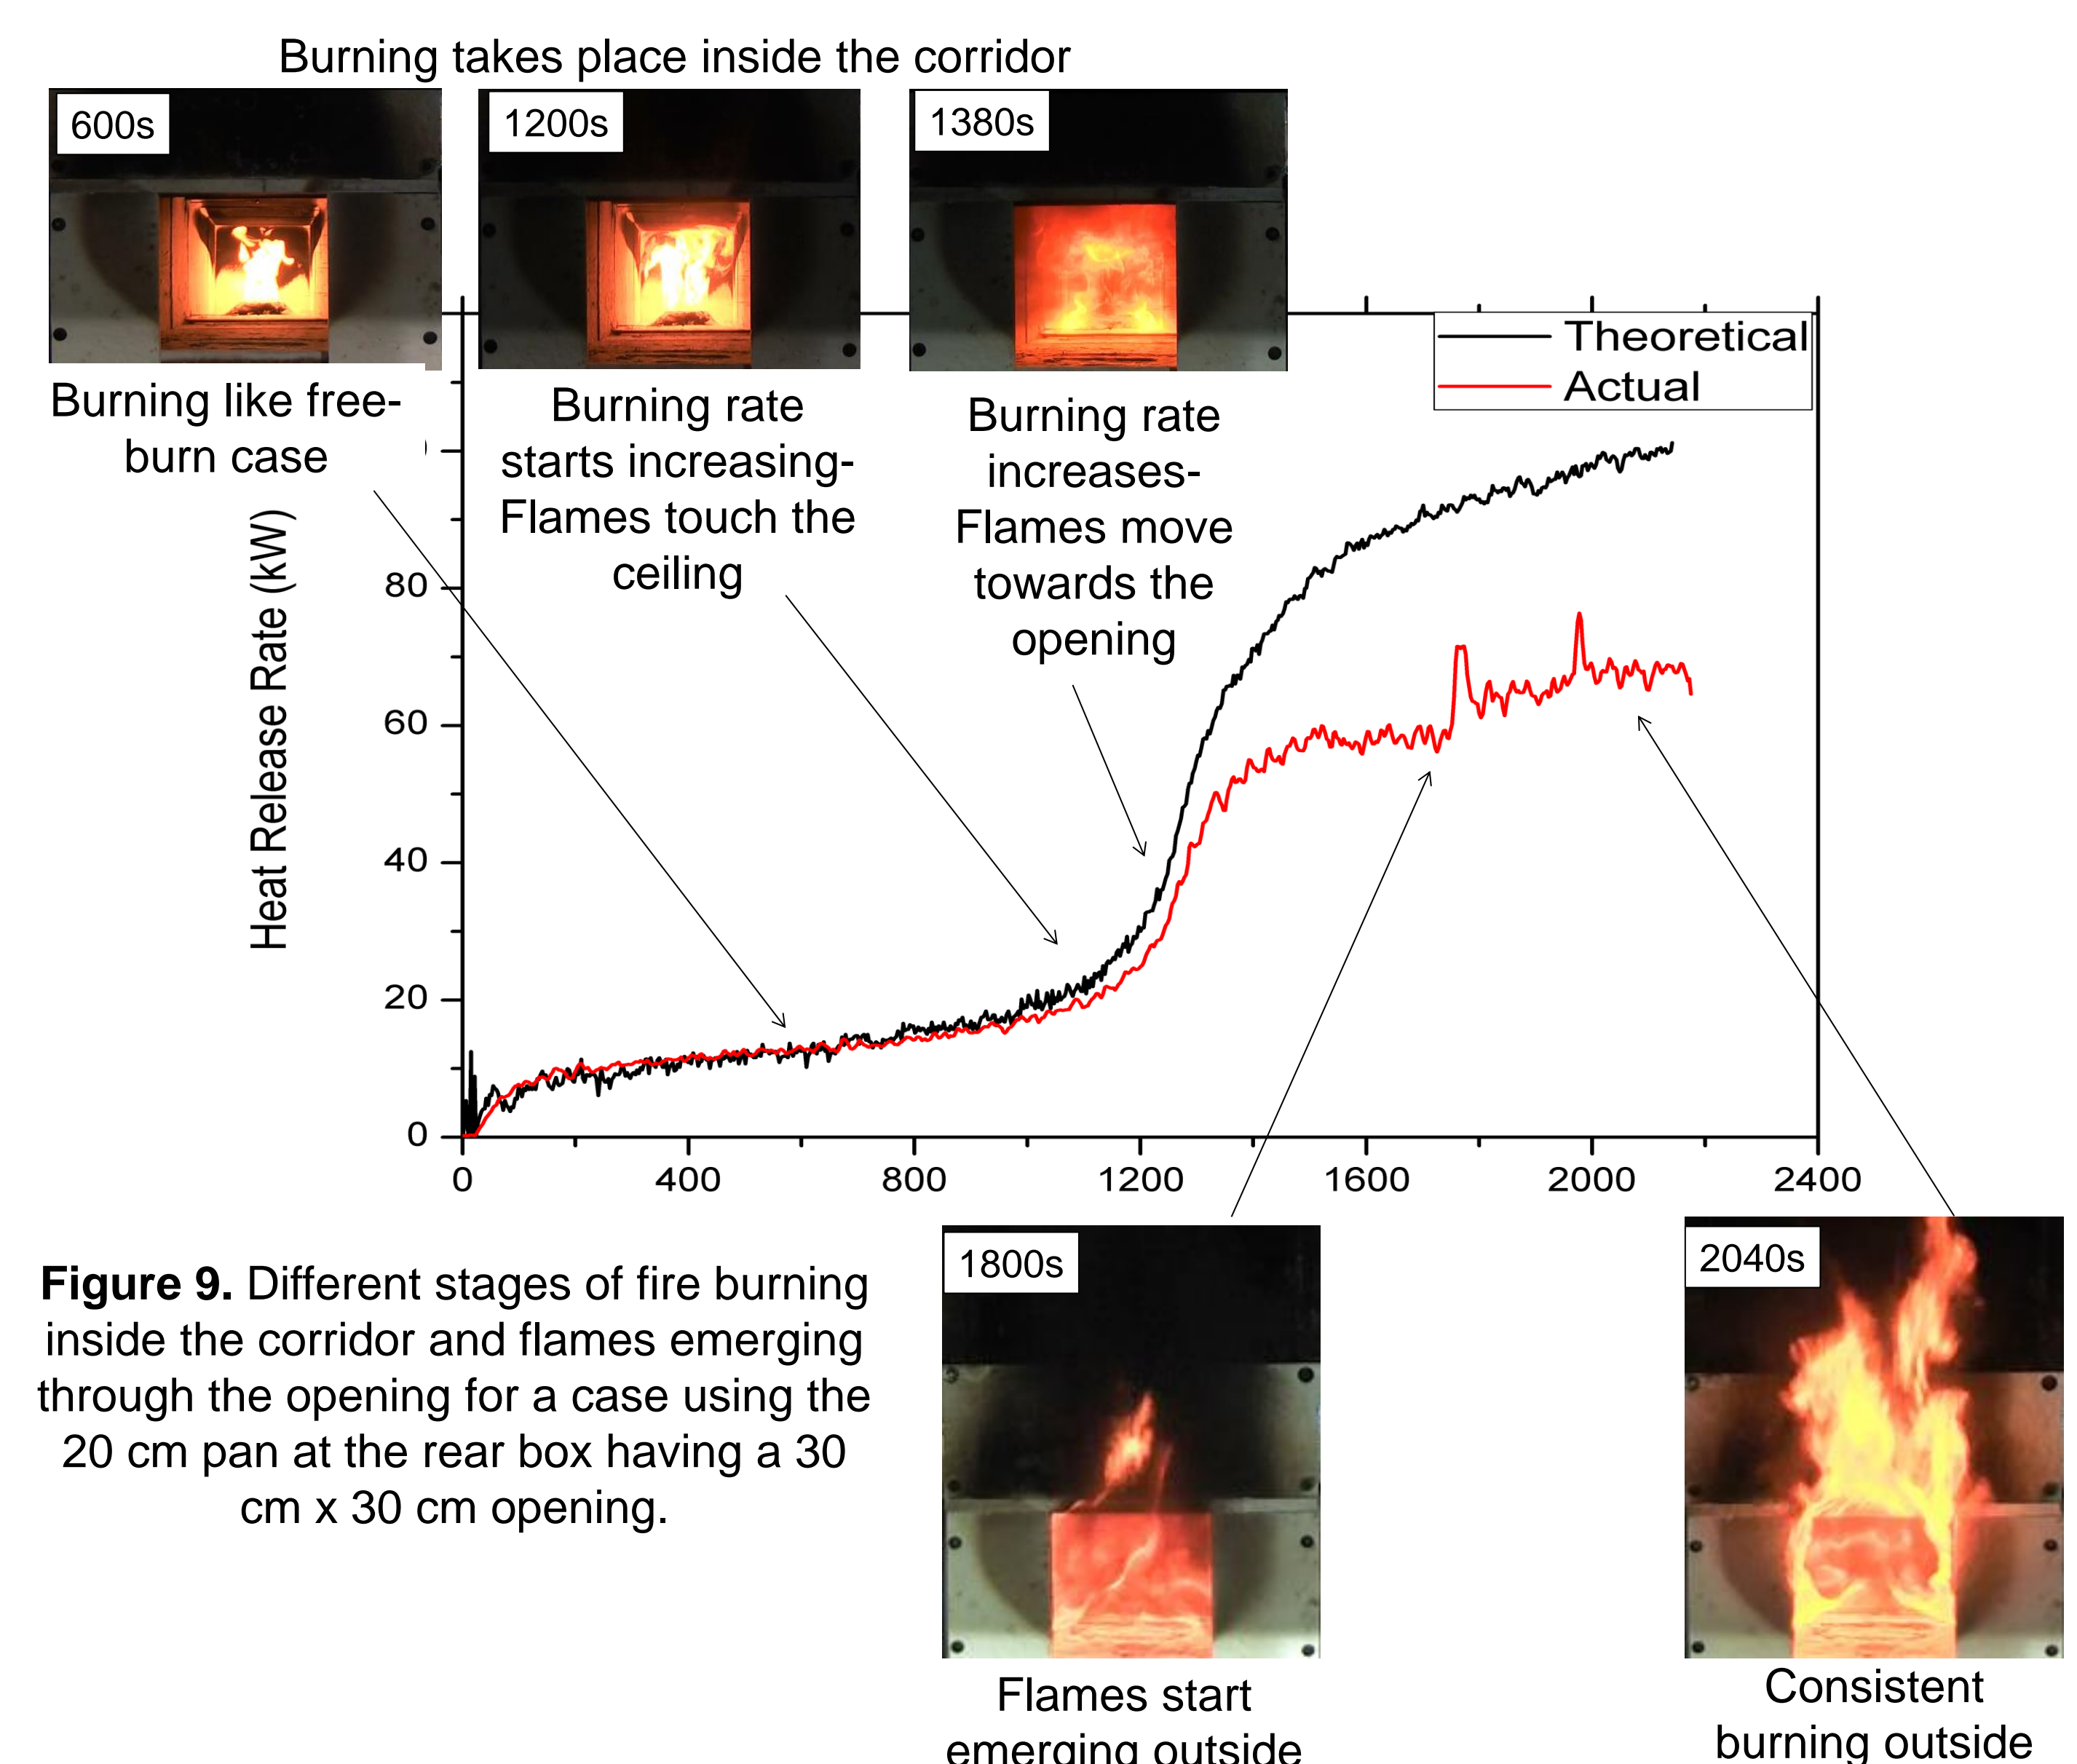 Burning takes place inside the corridor
600s
1200s
1380s
Burning like free-
burn case
Burning rate
starts increasing-
Flames touch the
ceiling
Burning rate
increases-
Flames move
towards the
opening
Theoretical
Actual
Heat Release Rate (kW)
80
60
40
20
0
0 400 800 1200 1600 2000 2400
Figure 9. Different stages of fire burning
inside the corridor and flames emerging
through the opening for a case using the
20 cm pan at the rear box having a 30
cm x 30 cm opening.
1800s
2040s
Flames start
emerging outside
Consistent
burning outside